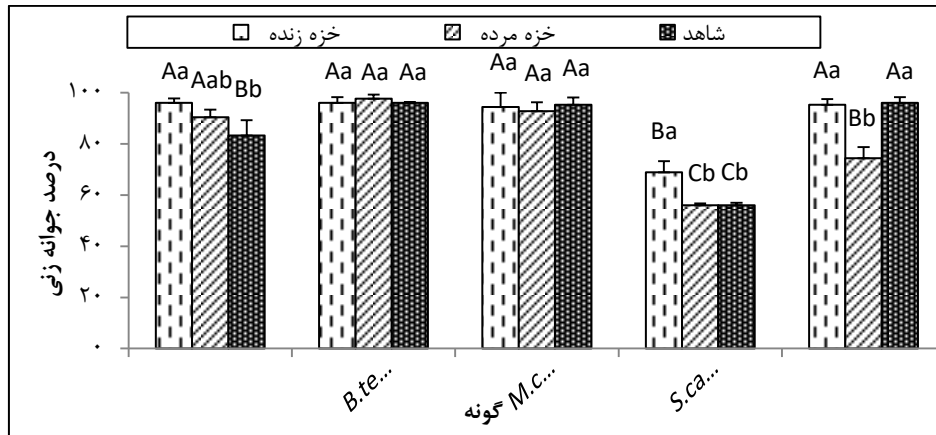 خزه زنده خزه مرده شاهد
Aa Aab Bb Aa Aa Aa Aa Aa Aa Ba Cb Cb Aa Bb Aa
۱۰۰
۸۰
۶۰
۴۰
۲۰
۰
درصد جوانه زنی
B.te... M.c... S.ca...
گونه